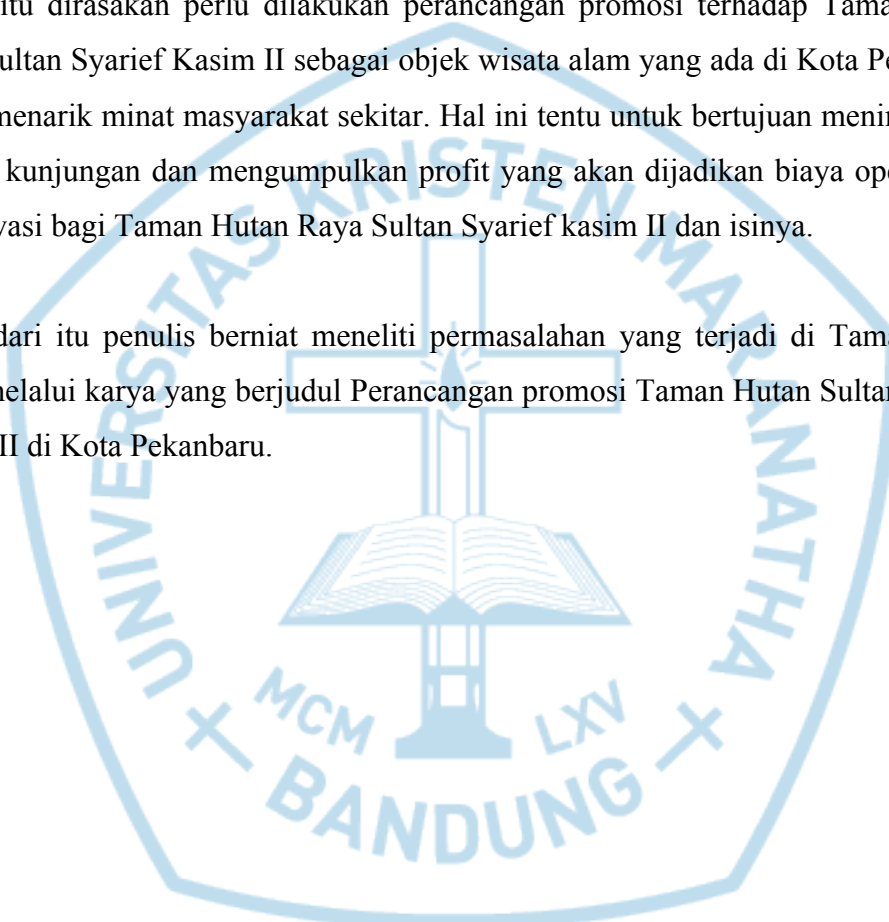 itu dirasakan perlu dilakukan perancangan promosi terhadap Tama
ultan Syarief Kasim II sebagai objek wisata alam yang ada di Kota Pe
menarik minat masyarakat sekitar. Hal ini tentu untuk bertujuan menin
kunjungan dan mengumpulkan profit yang akan dijadikan biaya ope
vasi bagi Taman Hutan Raya Sultan Syarief kasim II dan isinya.
dari itu penulis berniat meneliti permasalahan yang terjadi di Tama
melalui karya yang berjudul Perancangan promosi Taman Hutan Sultan
II di Kota Pekanbaru.
UNIVERSITAS KRISTEN MARANATHA
MCM LXV
BANDUNG